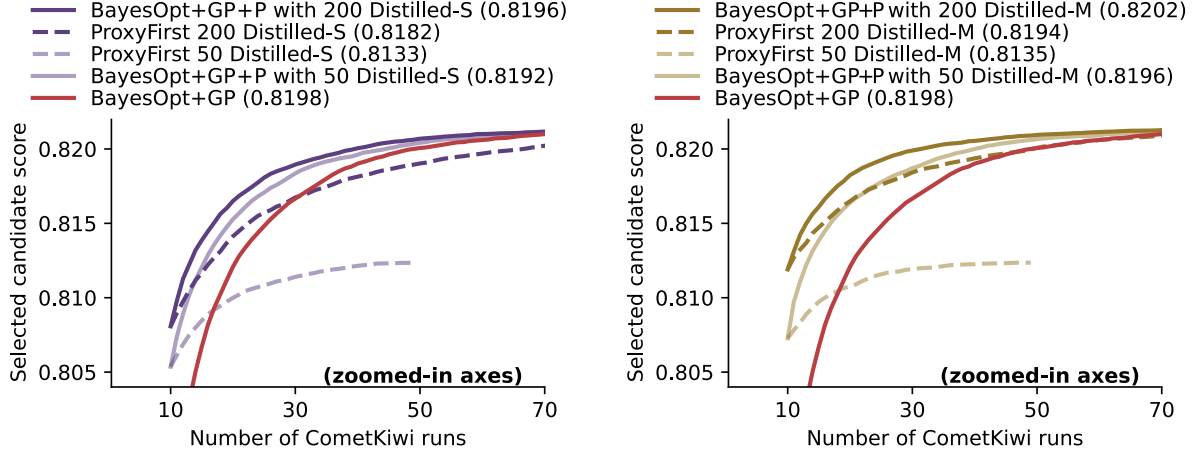 BayesOpt+GP+P with 200 Distilled-S (0.8196)
ProxyFirst 200 Distilled-S (0.8182)
ProxyFirst 50 Distilled-S (0.8133)
BayesOpt+GP+P with 50 Distilled-S (0.8192)
BayesOpt+GP (0.8198)
Selected candidate score
0.820
0.815
0.810
0.805
(zoomed-in axes)
10 30 50 70
Number of CometKiwi runs
BayesOpt+GP+P with 200 Distilled-M (0.8202)
ProxyFirst 200 Distilled-M (0.8194)
ProxyFirst 50 Distilled-M (0.8135)
BayesOpt+GP+P with 50 Distilled-M (0.8196)
BayesOpt+GP (0.8198)
Selected candidate score
0.820
0.815
0.810
0.805
(zoomed-in axes)
10 30 50 70
Number of CometKiwi runs